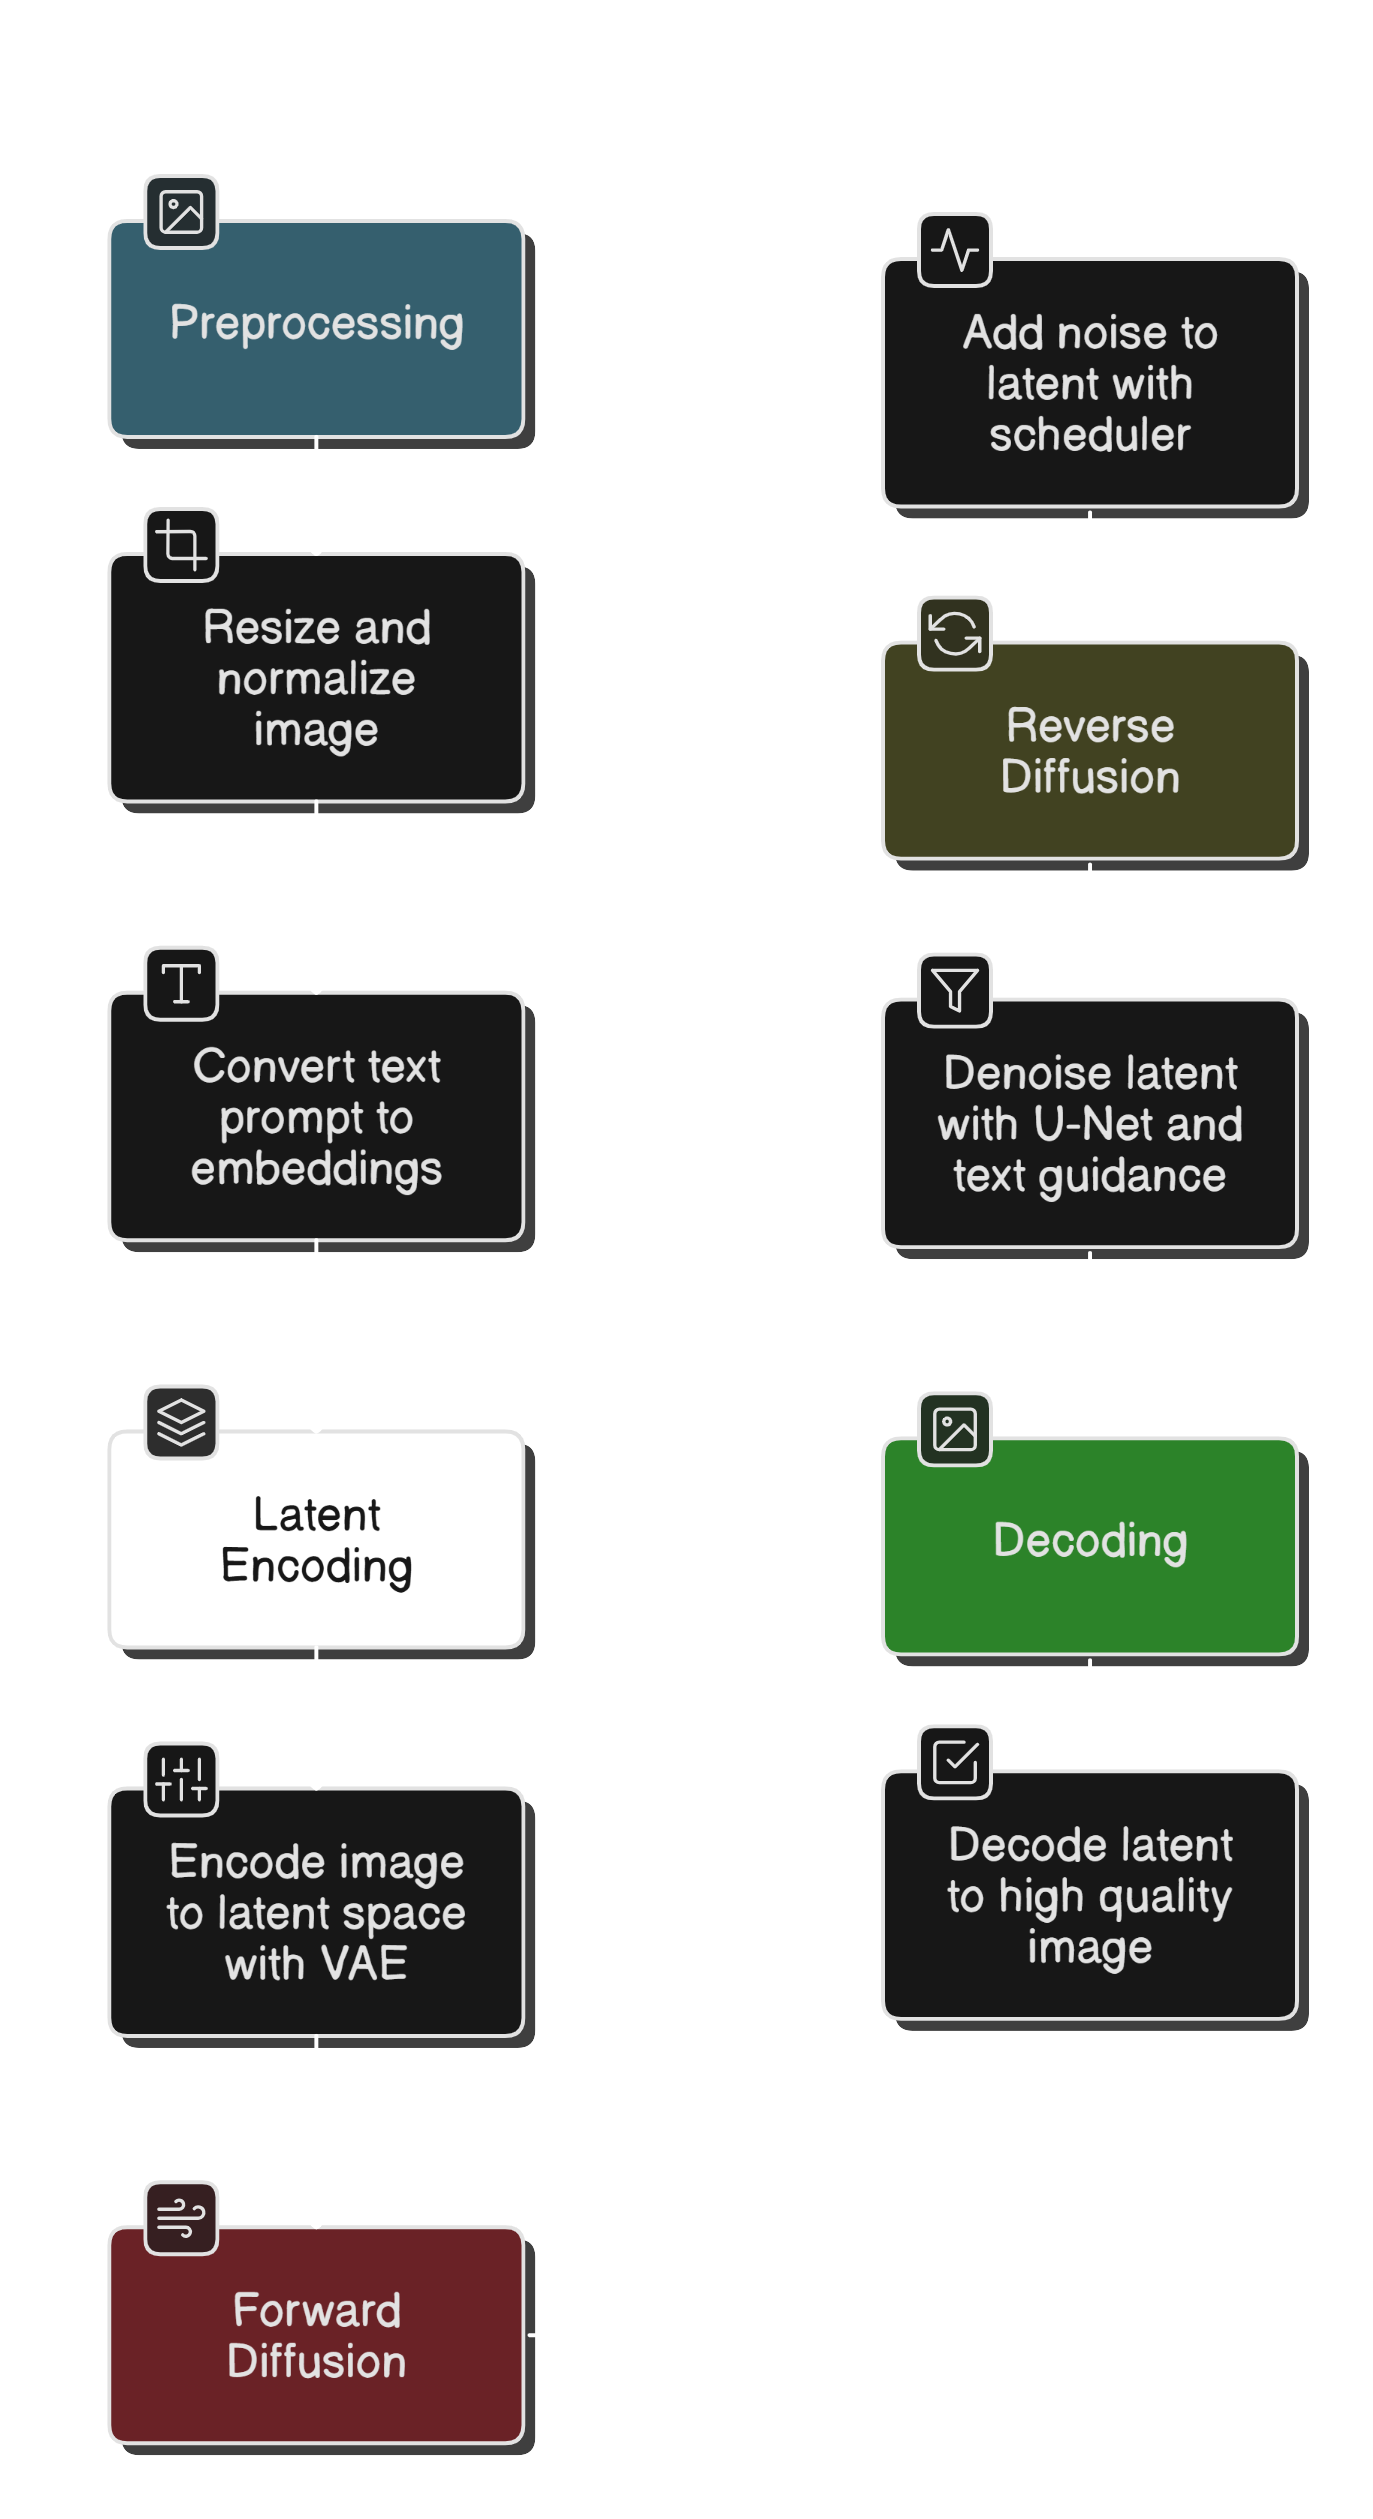 Preprocessing
Resize and
normalize
image
Convert text
prompt to
embeddings
Latent
Encoding
Encode image
to latent space
with VAE
Forward
Diffusion
Add noise to
latent with
scheduler
Reverse
Diffusion
Denoise latent
with U-Net and
text guidance
Decoding
Decode latent
to high quality
image